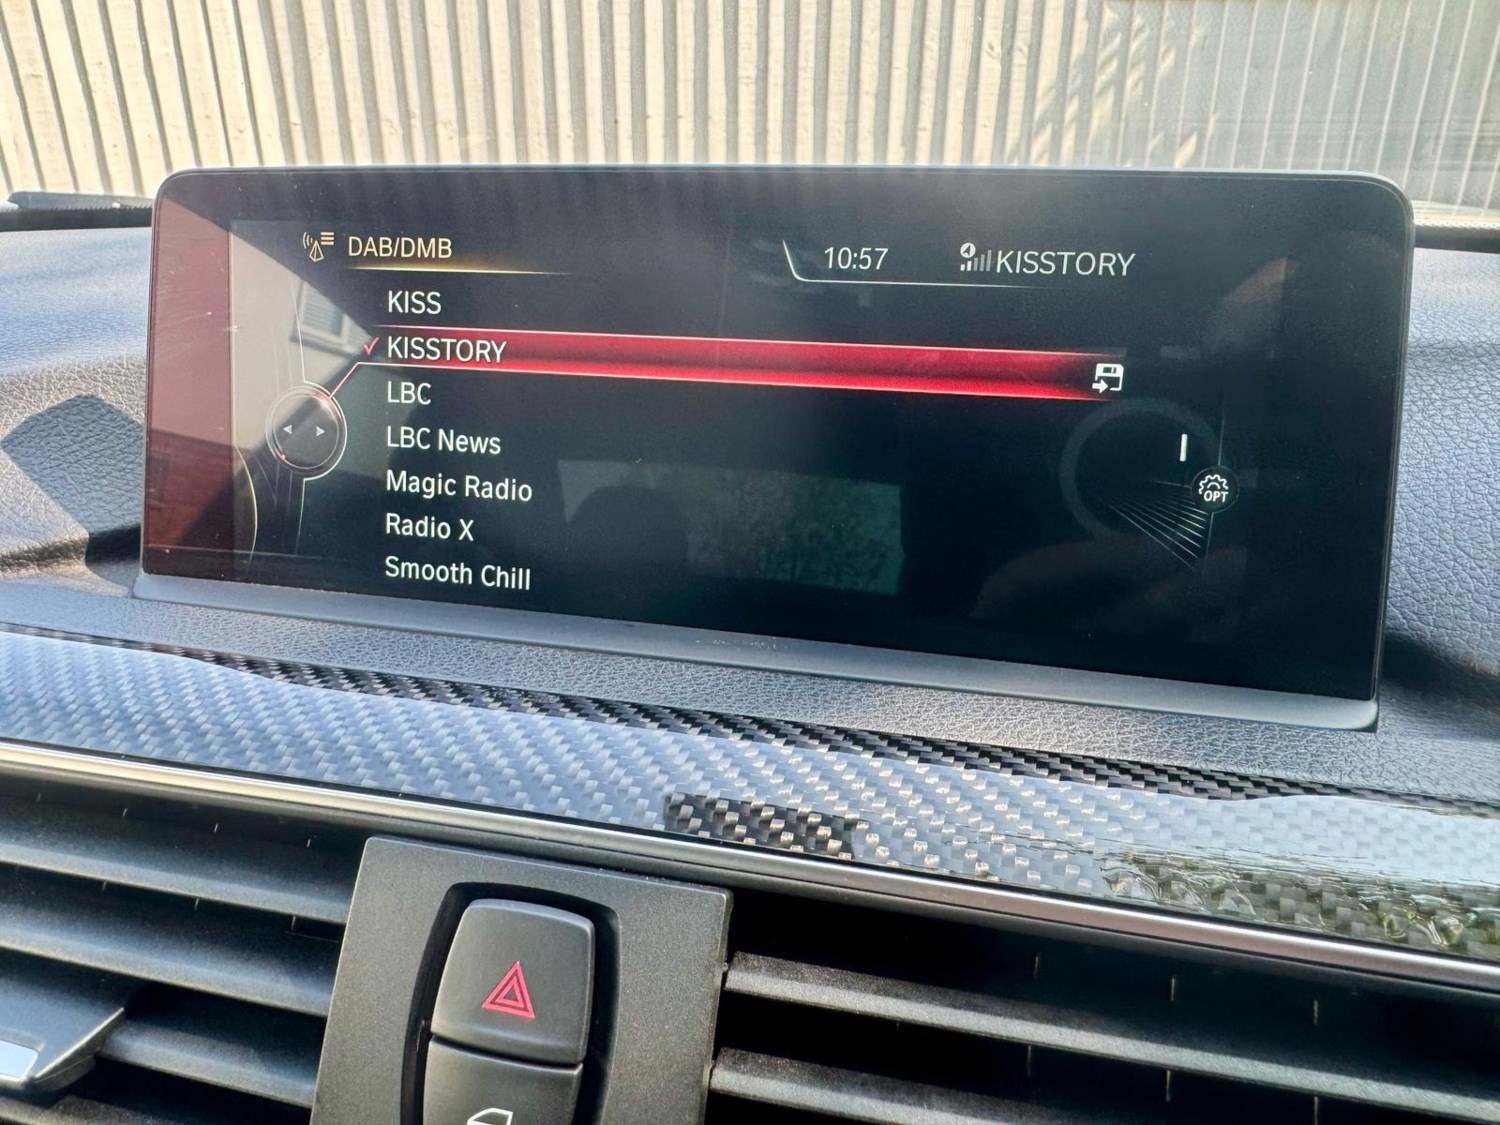 DAB/DMB
10:57
KISSTORY
KISS
KISSTORY
LBC
LBC News
Magic Radio
Radio X
Smooth Chill
OPT